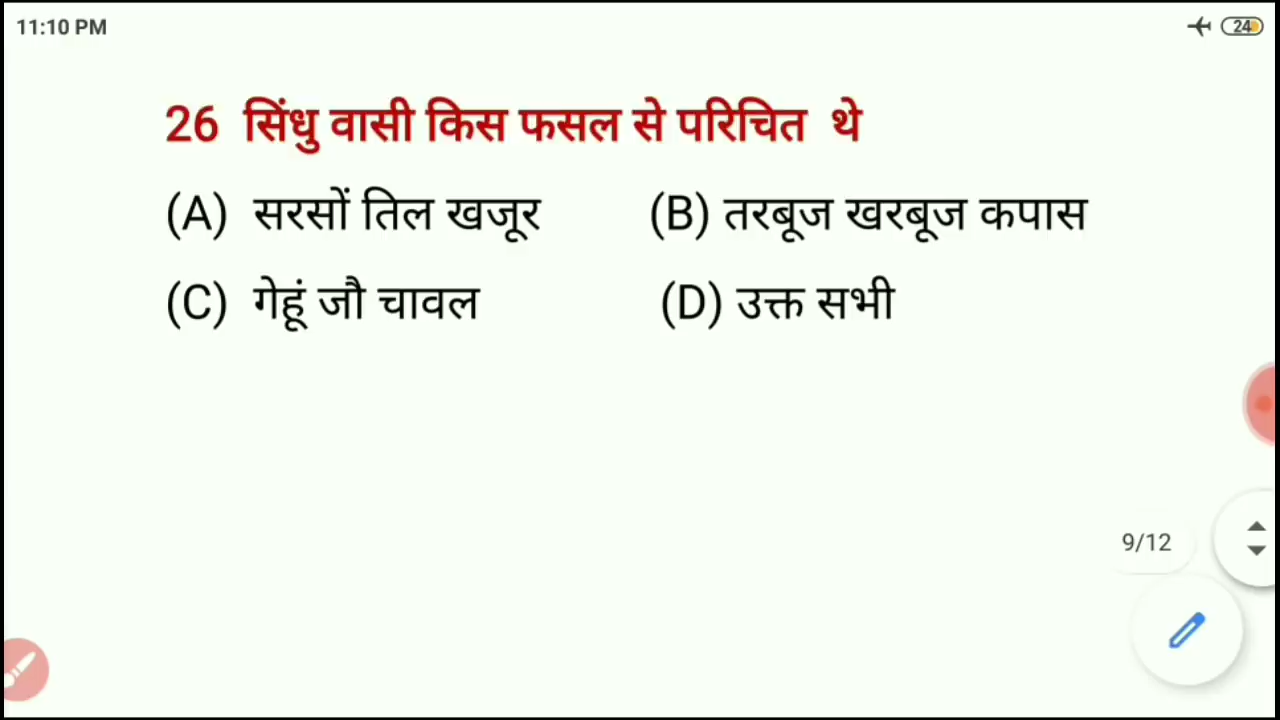 11:10 PM
24
26 सिंधु वासी किस फसल से परिचित थे
(A) सरसों तिल खजूर (B) तरबूज खरबूज कपास
(C) गेहूं जौ चावल (D) उक्त सभी
9/12